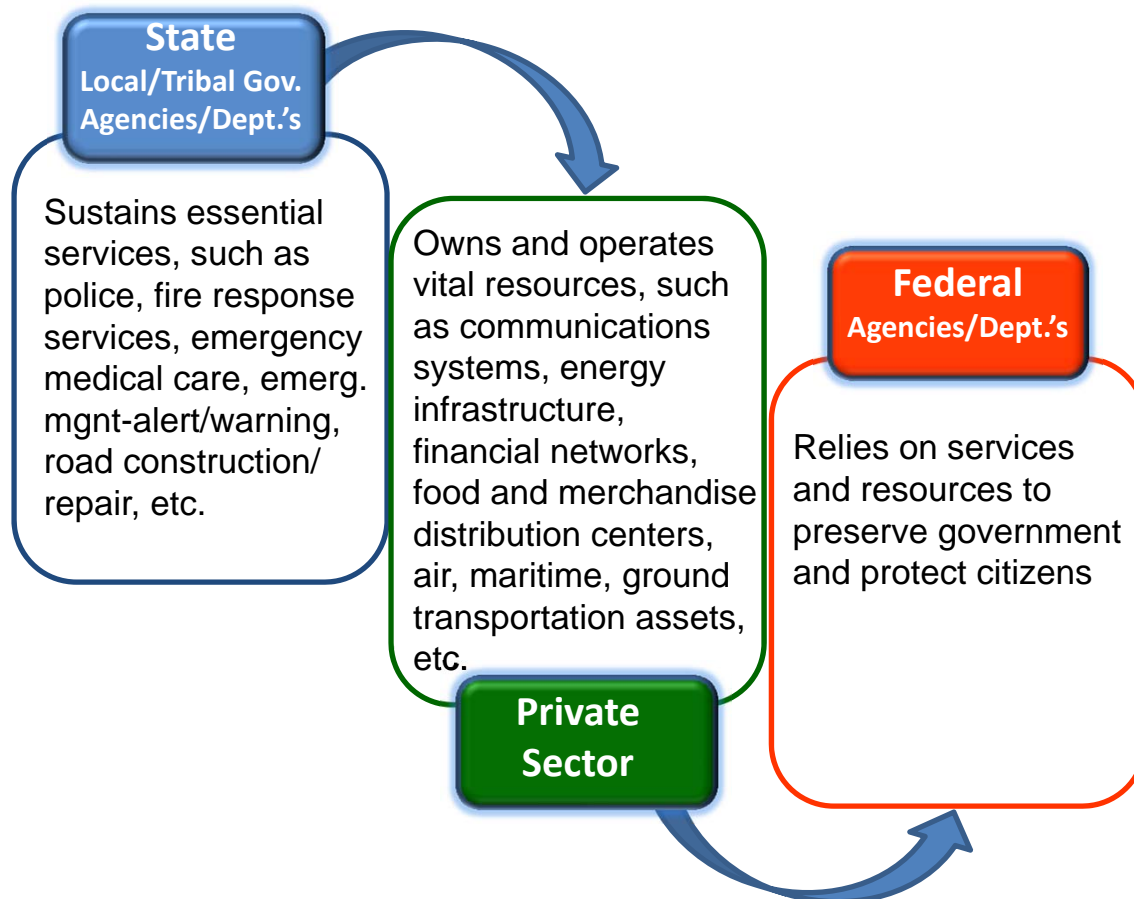 State
Local/Tribal Gov.
Agencies/Dept.'s
Sustains essential
services, such as
police, fire response
services, emergency
medical care, emerg.
mgnt-alert/warning,
road construction/
repair, etc.
Owns and operates
vital resources, such
as communications
systems, energy
infrastructure,
financial networks,
food and merchandise
distribution centers,
air, maritime, ground
transportation assets,
etc.
Private
Sector
Federal
Agencies/Dept.'s
Relies on services
and resources to
preserve government
and protect citizens